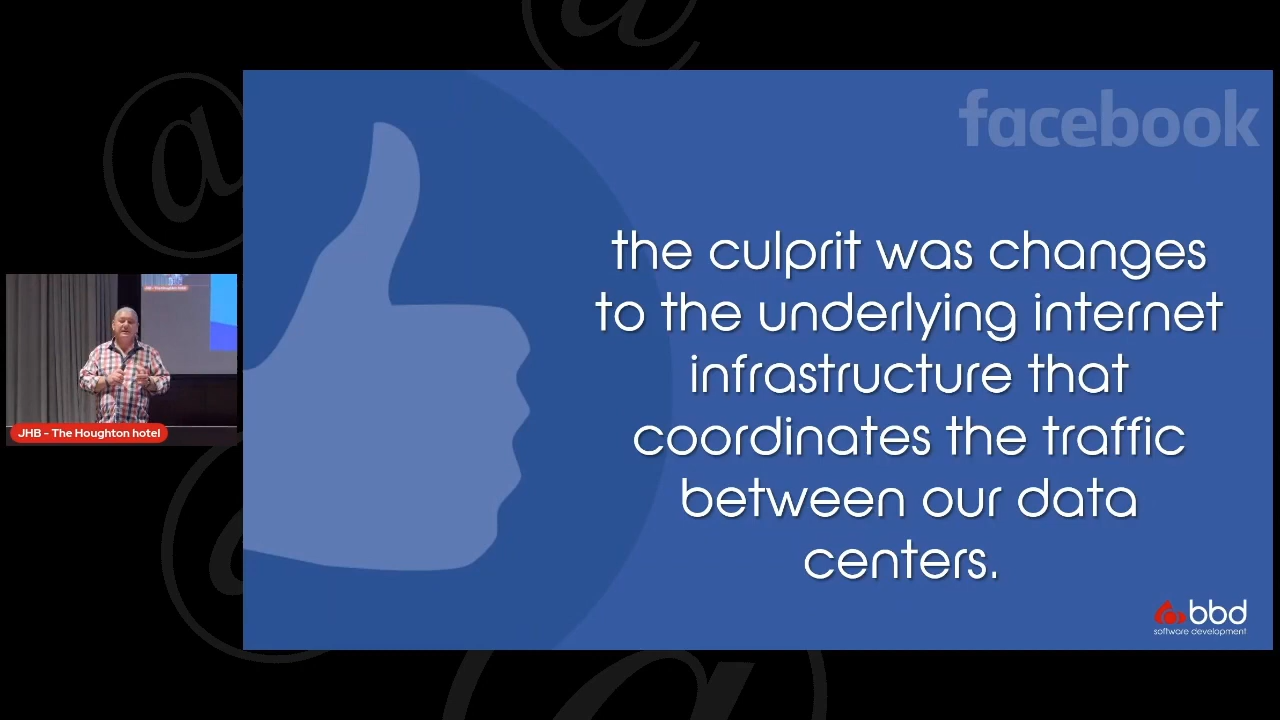 facebook
the culprit was changes
to the underlying internet
infrastructure that
coordinates the traffic
between our data
centers.
bbd
software development
JHB - The Houghton hotel